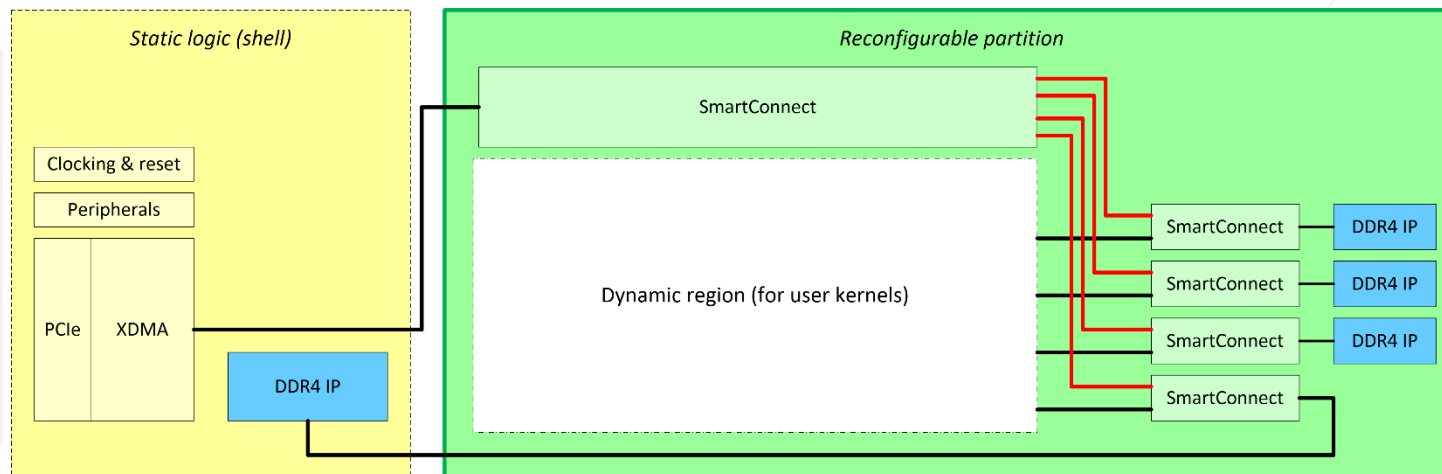 Static logic (shell)
Reconfigurable partition
SmartConnect
Clocking & reset
Peripherals
PCIe
XDMA
DDR4 IP
Dynamic region (for user kernels)
SmartConnect
DDR4 IP
SmartConnect
DDR4 IP
SmartConnect
DDR4 IP
SmartConnect